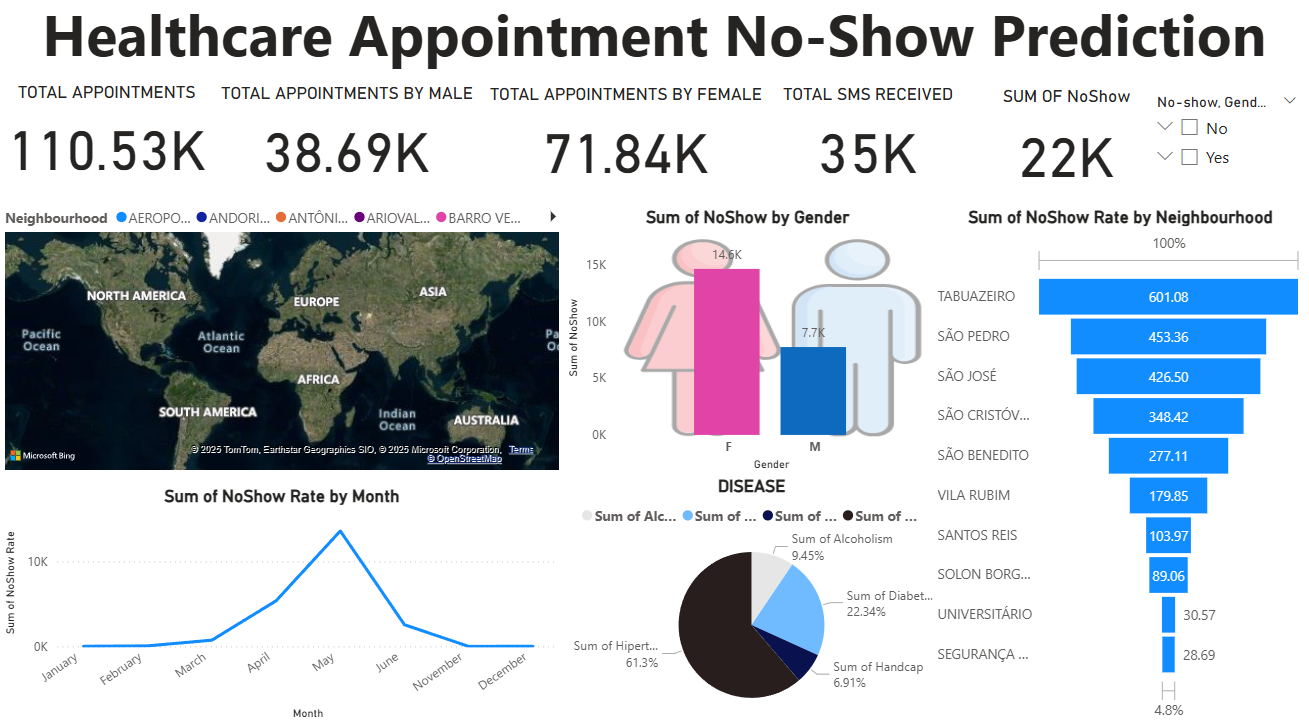 Healthcare Appointment No-Show Prediction
TOTAL APPOINTMENTS
110.53K
TOTAL APPOINTMENTS BY MALE
38.69K
TOTAL APPOINTMENTS BY FEMALE
71.84K
TOTAL SMS RECEIVED
35K
SUM OF NoShow
22K
No-show, Gend...
No
Yes
Neighbourhood AEROPO... ANDORI... ANTÔNI... ARIOVAL... BARRO VE...
NORTH AMERICA
EUROPE
ASIA
Pacific
Ocean
Atlantic
Ocean
Pa
Oc
AFRICA
SOUTH AMERICA
Indian
Ocean
AUSTRALIA
Microsoft Bing
© 2025 TomTom, Earthstar Geographics SIO, © 2025 Microsoft Corporation, Terms
© OpenStreetMap
Sum of NoShow Rate by Month
Sum of NoShow Rate
10K
0K
January
February
March
April
May
June
November
December
Month
Sum of NoShow by Gender
Sum of NoShow
15K
10K
5K
0K
14.6K
7.7K
F
M
Gender
DISEASE
Sum of Alc... Sum of ... Sum of ... Sum of ...
Sum of Alcoholism
9.45%
Sum of Diabet...
22.34%
Sum of Handcap
6.91%
Sum of Hipert...
61.3%
Sum of NoShow Rate by Neighbourhood
100%
TABUAZEIRO 601.08
SÃO PEDRO 453.36
SÃO JOSÉ 426.50
SÃO CRISTÓV... 348.42
SÃO BENEDITO 277.11
VILA RUBIM 179.85
SANTOS REIS 103.97
SOLON BORG... 89.06
UNIVERSITÁRIO 30.57
SEGURANÇA ... 28.69
4.8%